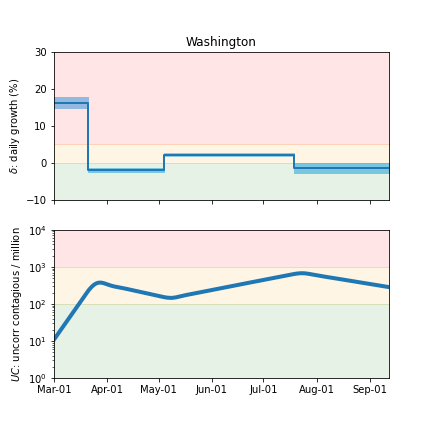 Washington
30
20
10
0
−10
δ: daily growth (%)
10⁴
10³
10²
10¹
10⁰
UC: uncorr contagious / million
Mar-01 Apr-01 May-01 Jun-01 Jul-01 Aug-01 Sep-01